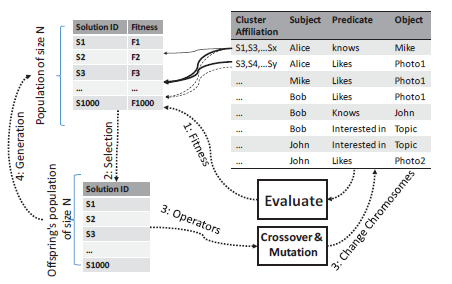 Solution ID Fitness
S1 F1
S2 F2
S3 F3
... ...
S1000 F1000
Population of size N
Cluster Affiliation Subject Predicate Object
S1,S3,...Sx Alice knows Mike
S3,S4,...Sy Alice Likes Photo1
... Mike Likes Photo1
... Bob Likes Photo1
... Bob Knows John
... Bob Interested in Topic
... John Interested in Topic
... John Likes Photo2
4: Generation
2: Selection
1: Fitness
Solution ID
S1
S2
S3
...
S1000
Offspring's population
of size N
3: Operators
Evaluate
Crossover &
Mutation
3: Change Chromosomes